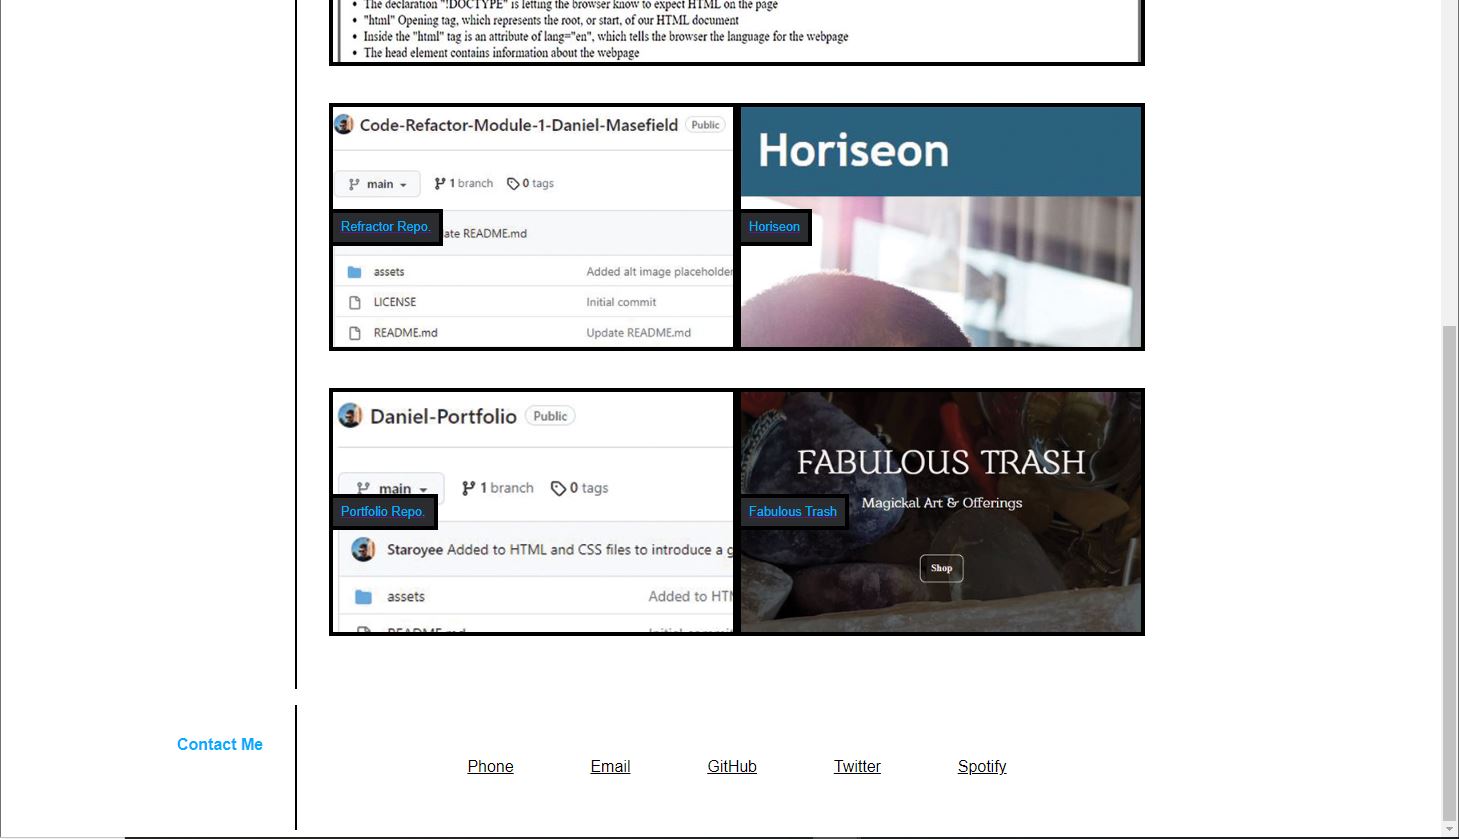 The declaration "!DOCTYPE" is letting the browser know to expect HTML on the page
"html" Opening tag, which represents the root, or start, of our HTML document
Inside the "html" tag is an attribute of lang="en", which tells the browser the language for the webpage
The head element contains information about the webpage
Code-Refactor-Module-1-Daniel-Masefield Public
main 1 branch 0 tags
Refractor Repo. ate README.md
assets Added alt image placeholder
LICENSE Initial commit
README.md Update README.md
Horiseon
Horiseon
Daniel-Portfolio Public
main 1 branch 0 tags
Portfolio Repo.
Staroyee Added to HTML and CSS files to introduce a g
assets Added to HTM
README.md Initial commit
FABULOUS TRASH
Magickal Art & Offerings
Fabulous Trash
Shop
Contact Me
Phone Email GitHub Twitter Spotify